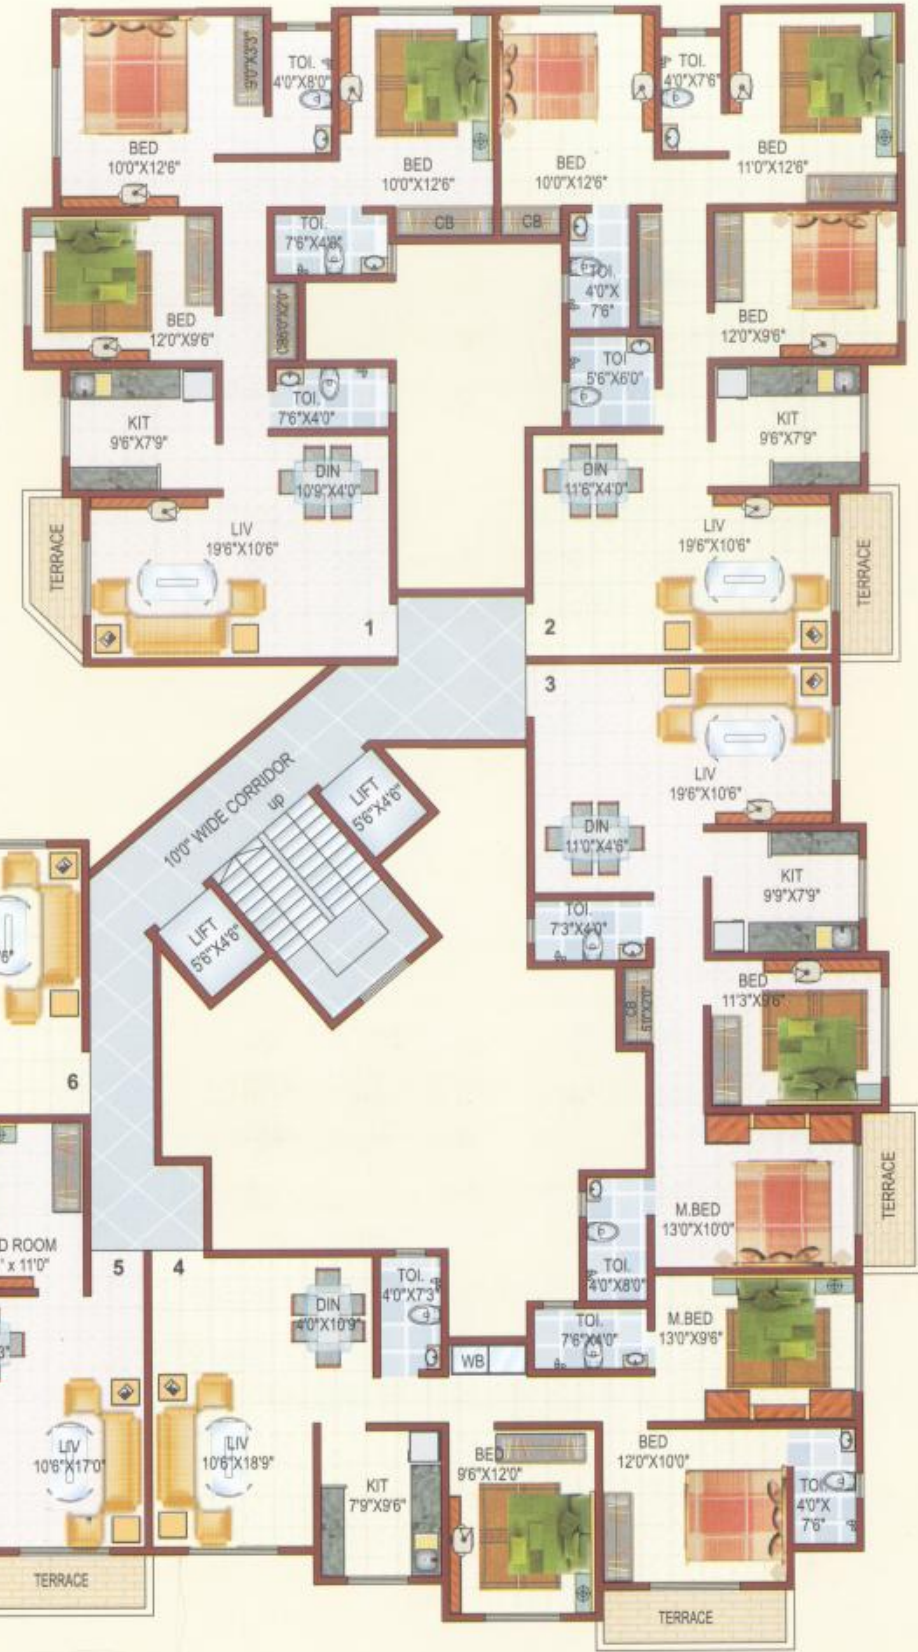 BED
10'0"X12'6"
9'0"X3'3"
TOI.
4'0"X8'0"
BED
10'0"X12'6"
CB
BED
10'0"X12'6"
CB
TOI.
4'0"X7'6"
BED
11'0"X12'6"
BED
12'0"X9'6"
TOI.
CB6'0"X2'0"
TOI.
7'6"X4'0"
TOI.
4'0"X
7'6"
TOI
5'6"X6'0"
BED
12'0"X9'6"
KIT
9'6"X7'9"
KIT
9'6"X7'9"
DIN
10'9"X4'0"
DIN
11'6"X4'0"
LIV
19'6"X10'6"
LIV
19'6"X10'6"
TERRACE
TERRACE
1
2
3
10'0" WIDE CORRIDOR
up
LIFT
5'6"X4'6"
LIFT
5'6"X4'6"
LIV
19'6"X10'6"
DIN
11'0"X4'6"
KIT
9'9"X7'9"
TOI.
7'3"X4'0"
CB
BED
11'3"X9'6"
6"
6
M.BED
13'0"X10'0"
TERRACE
TOI.
4'0"X8'0"
D ROOM
" x 11'0"
3"
5
4
DIN
4'0"X10'9"
TOI.
4'0"X7'3"
WB
TOI.
7'6"X4'0"
M.BED
13'0"X9'6"
LIV
10'6"X17'0"
LIV
10'6"X18'9"
KIT
7'9"X9'6"
BED
9'6"X12'0"
BED
12'0"X10'0"
TOI.
4'0"X
7'6"
TERRACE
TERRACE